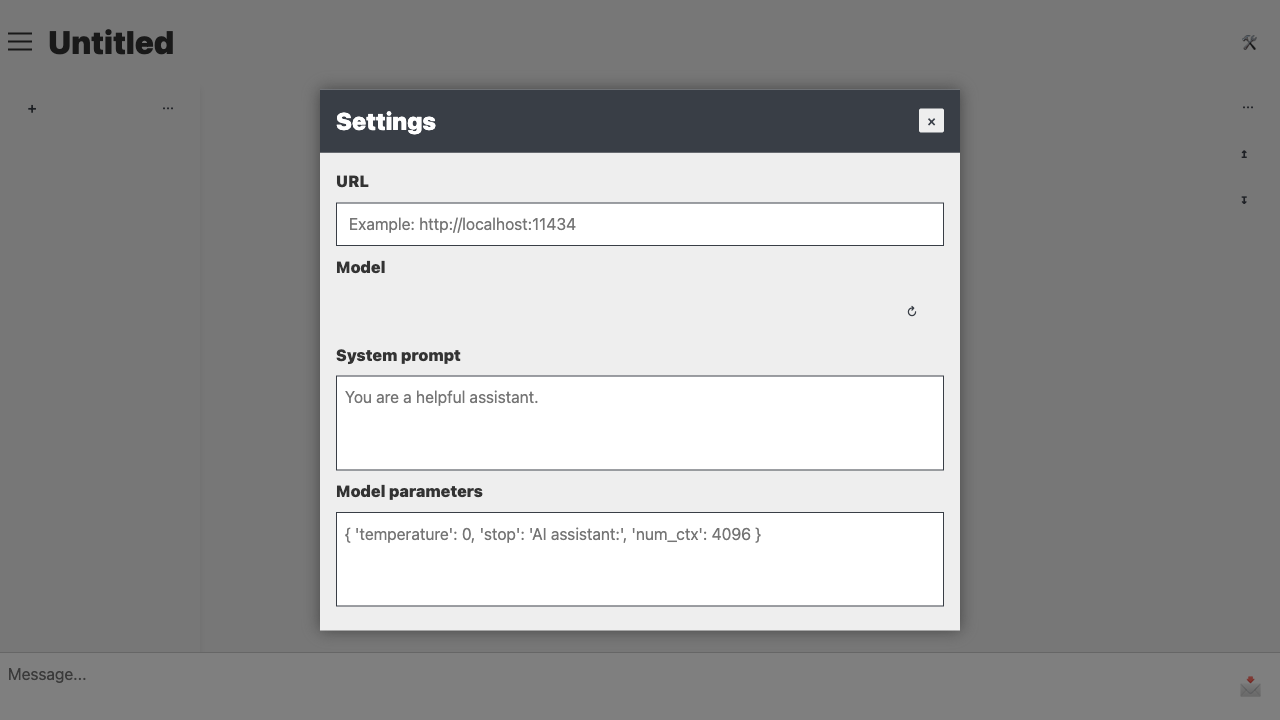 Untitled
+
...
...
↥
↧
Settings
×
URL
Example: http://localhost:11434
Model
↻
System prompt
You are a helpful assistant.
Model parameters
{ 'temperature': 0, 'stop': 'AI assistant:', 'num_ctx': 4096 }
Message...